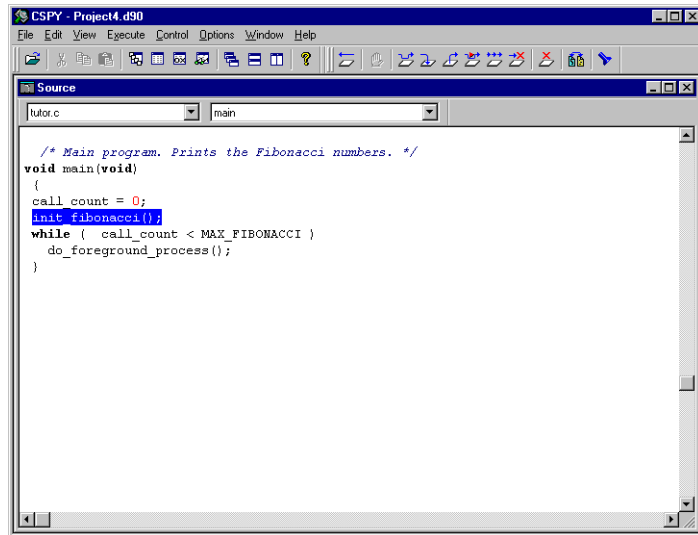 CSPY - Project4.d90
File Edit View Execute Control Options Window Help
Source
tutor.c
main
/* Main program. Prints the Fibonacci numbers. */
void main(void)
{
call_count = 0;
init_fibonacci();
while ( call_count < MAX_FIBONACCI )
do_foreground_process();
}